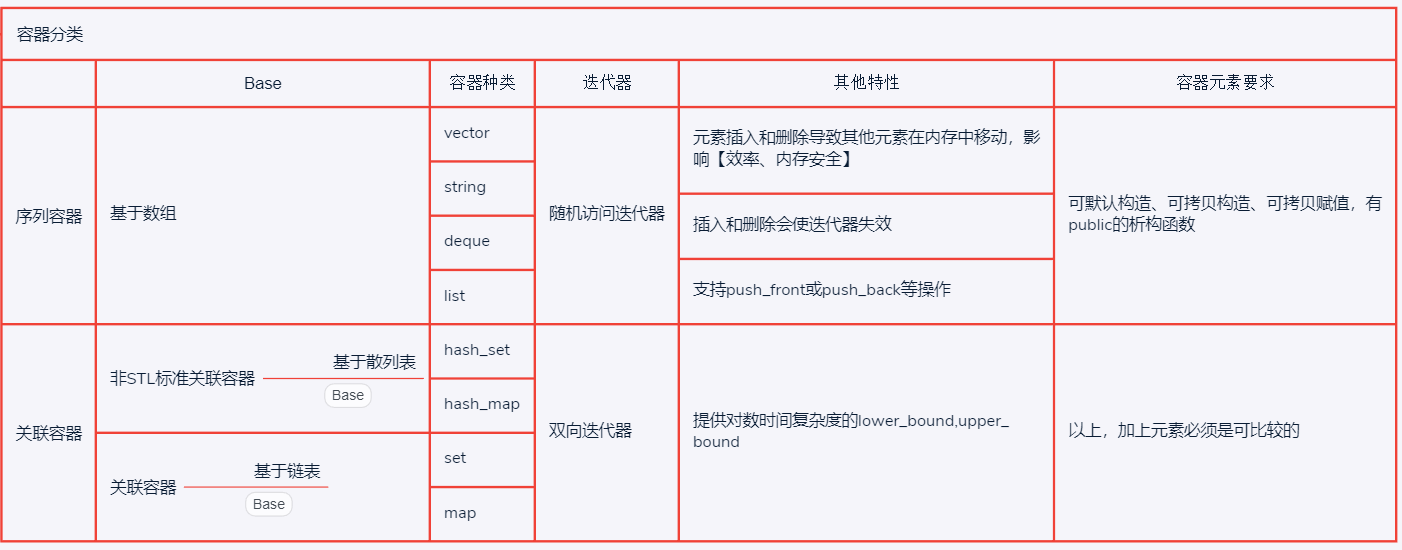 容器分类
Base
容器种类
迭代器
其他特性
容器元素要求
序列容器
基于数组
vector
string
deque
list
随机访问迭代器
元素插入和删除导致其他元素在内存中移动，影
响【效率、内存安全】
插入和删除会使迭代器失效
支持push_front或push_back等操作
可默认构造、可拷贝构造、可拷贝赋值，有
public的析构函数
关联容器
非STL标准关联容器
基于散列表
Base
hash_set
hash_map
关联容器
基于链表
Base
set
map
双向迭代器
提供对数时间复杂度的lower_bound,upper_
bound
以上，加上元素必须是可比较的